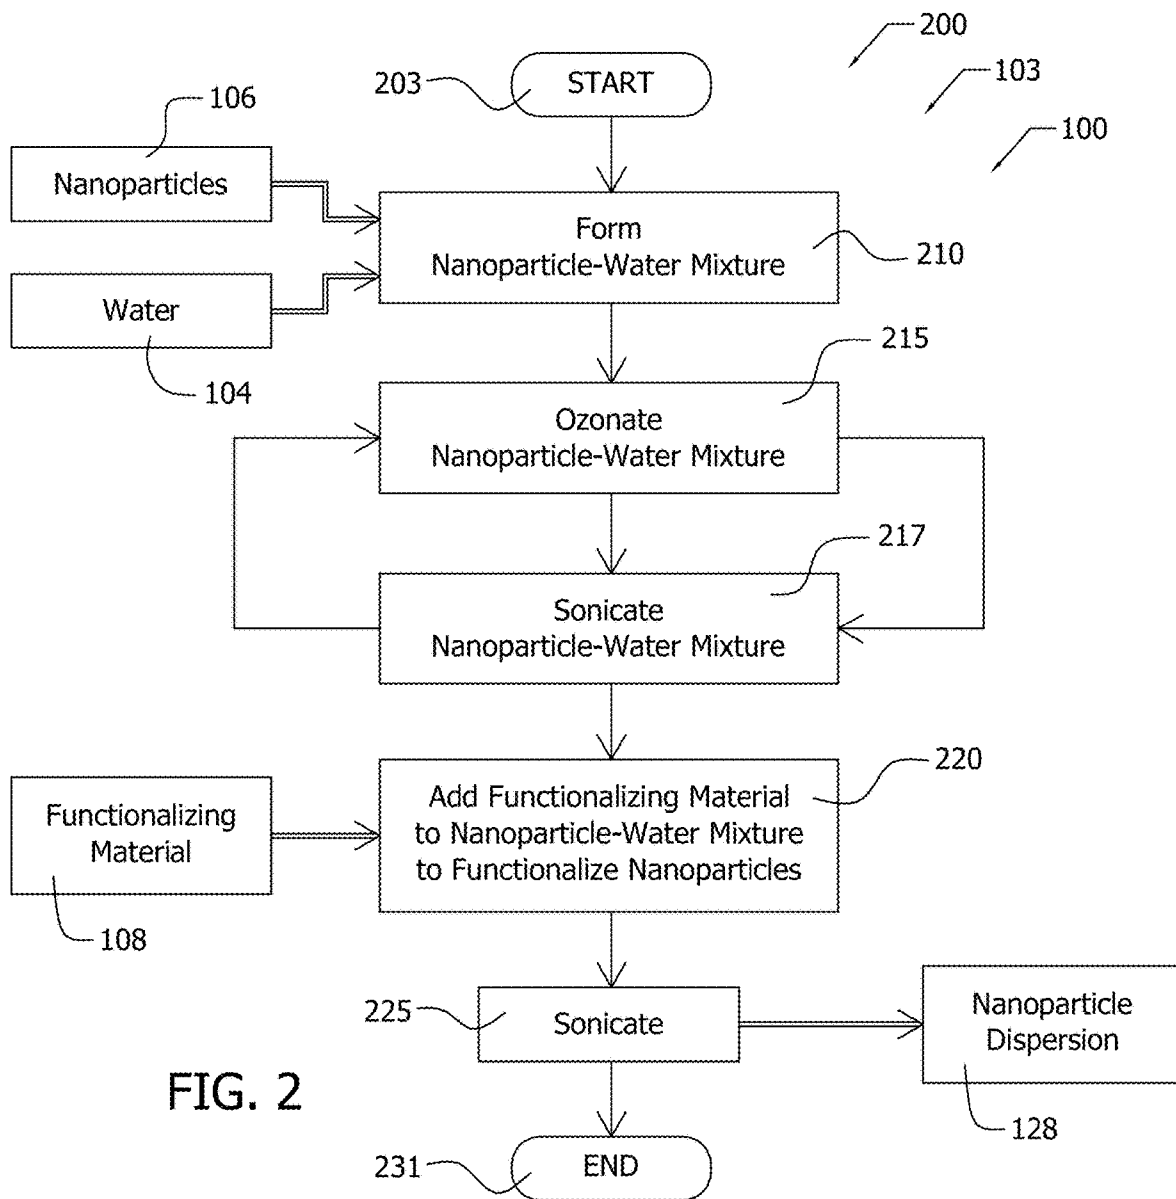 200
103
100
203
START
106
Nanoparticles
Form
Nanoparticle-Water Mixture
210
Water
104
215
Ozonate
Nanoparticle-Water Mixture
217
Sonicate
Nanoparticle-Water Mixture
220
Functionalizing
Material
108
Add Functionalizing Material
to Nanoparticle-Water Mixture
to Functionalize Nanoparticles
225
Sonicate
Nanoparticle
Dispersion
128
FIG. 2
231
END